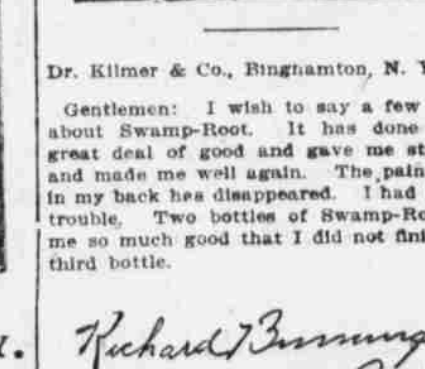 Dr. Kilmer & Co., Binghamton, N. Y
Gentlemen: I wish to say a few
about Swamp-Root. It has done
great deal of good and gave me st
and made me well again. The pain
in my back has disappeared. I had
trouble. Two bottles of Swamp-Ro
me so much good that I did not fini
third bottle.
Richard